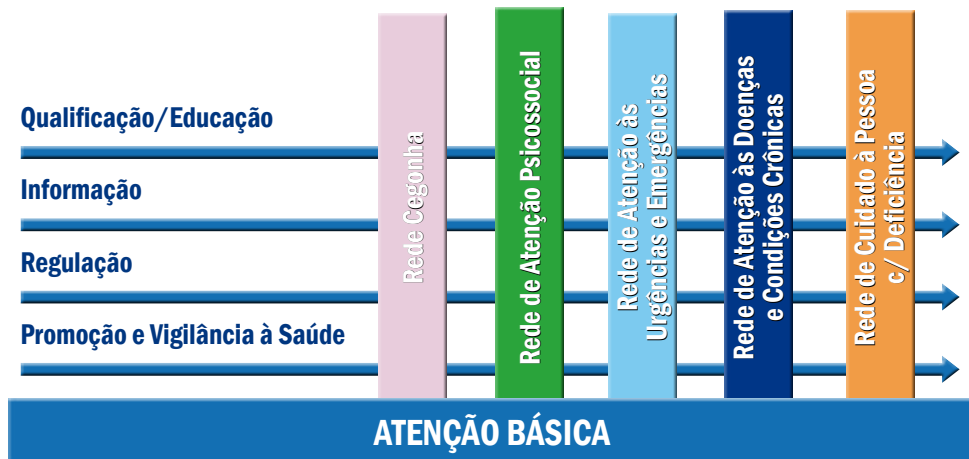 Qualificação/Educação
Informação
Regulação
Promoção e Vigilância à Saúde
Rede Cegonha
Rede de Atenção Psicossocial
Rede de Atenção às
Urgências e Emergências
Rede de Atenção às Doenças
e Condições Crônicas
Rede de Cuidado à Pessoa
c/ Deficiência
ATENÇÃO BÁSICA